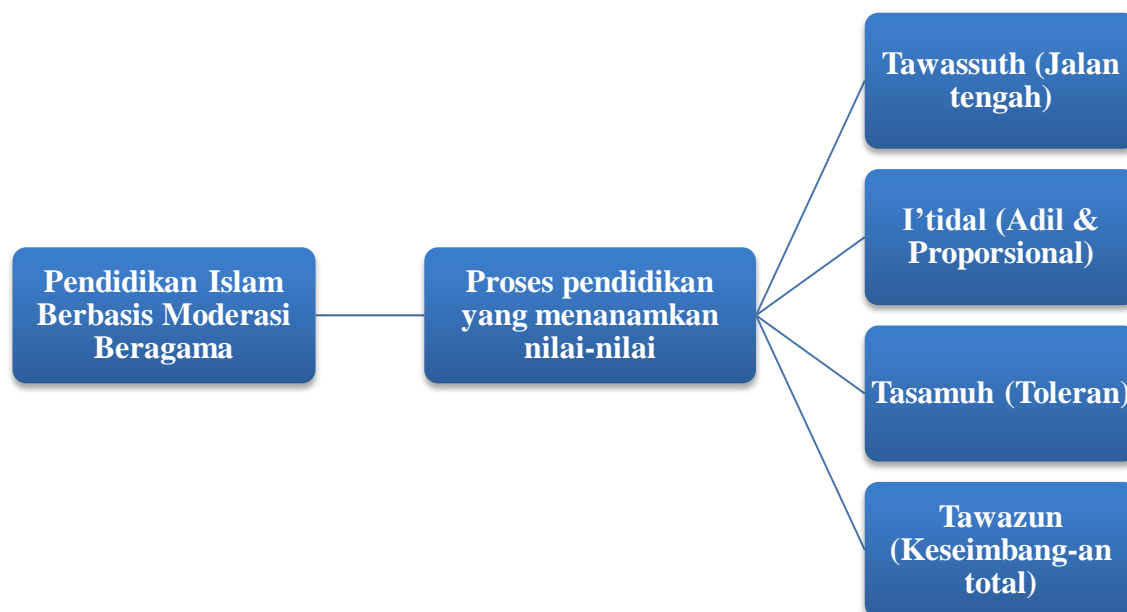 Pendidikan Islam
Berbasis Moderasi
Beragama
Proses pendidikan
yang menanamkan
nilai-nilai
Tawassuth (Jalan
tengah)
I’tidal (Adil &
Proporsional)
Tasamuh (Toleran)
Tawazun
(Keseimbang-an
total)